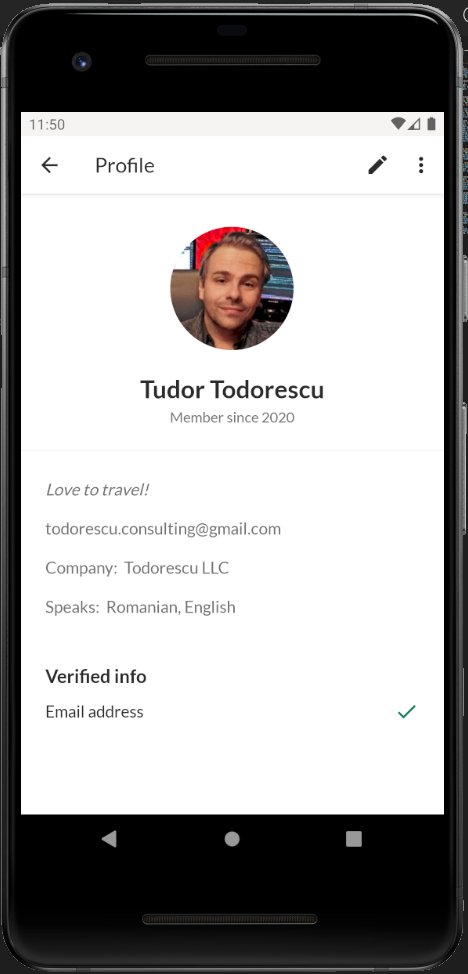 11:50
Profile
Tudor Todorescu
Member since 2020
Love to travel!
todorescu.consulting@gmail.com
Company: Todorescu LLC
Speaks: Romanian, English
Verified info
Email address